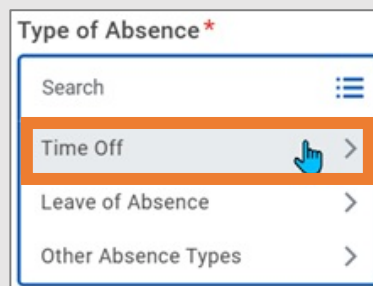 Type of Absence*
Search
Time Off
Leave of Absence
Other Absence Types